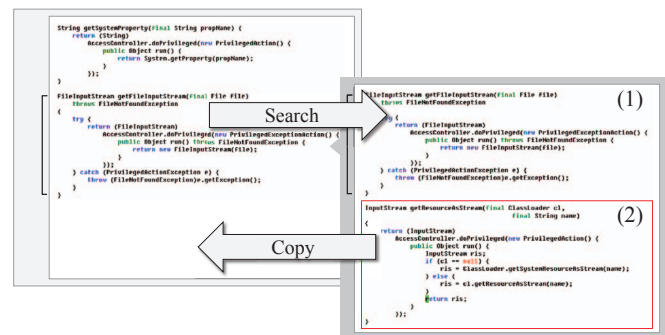 String getSystemProperty(final String propName) {
return (String)
AccessController.doPrivileged(new PrivilegedAction() {
public Object run() {
return System.getProperty(propName);
}
});
}
FileInputStream getFileInputStream(final File file)
throws FileNotFoundException
{
try {
return (FileInputStream)
AccessController.doPrivileged(new PrivilegedExceptionAction() {
public Object run() throws FileNotFoundException {
return new FileInputStream(file);
}
});
} catch (PrivilegedActionException e) {
throw (FileNotFoundException)e.getException();
}
}
Search
Copy
(1)
FileInputStream getFileInputStream(final File file)
throws FileNotFoundException
{
try {
return (FileInputStream)
AccessController.doPrivileged(new PrivilegedExceptionAction() {
public Object run() throws FileNotFoundException {
return new FileInputStream(file);
}
});
} catch (PrivilegedActionException e) {
throw (FileNotFoundException)e.getException();
}
}
(2)
InputStream getResourceAsStream(final ClassLoader cl,
final String name)
{
return (InputStream)
AccessController.doPrivileged(new PrivilegedAction() {
public Object run() {
InputStream ris;
if (cl == null) {
ris = ClassLoader.getSystemResourceAsStream(name);
} else {
ris = cl.getResourceAsStream(name);
}
return ris;
}
});
}